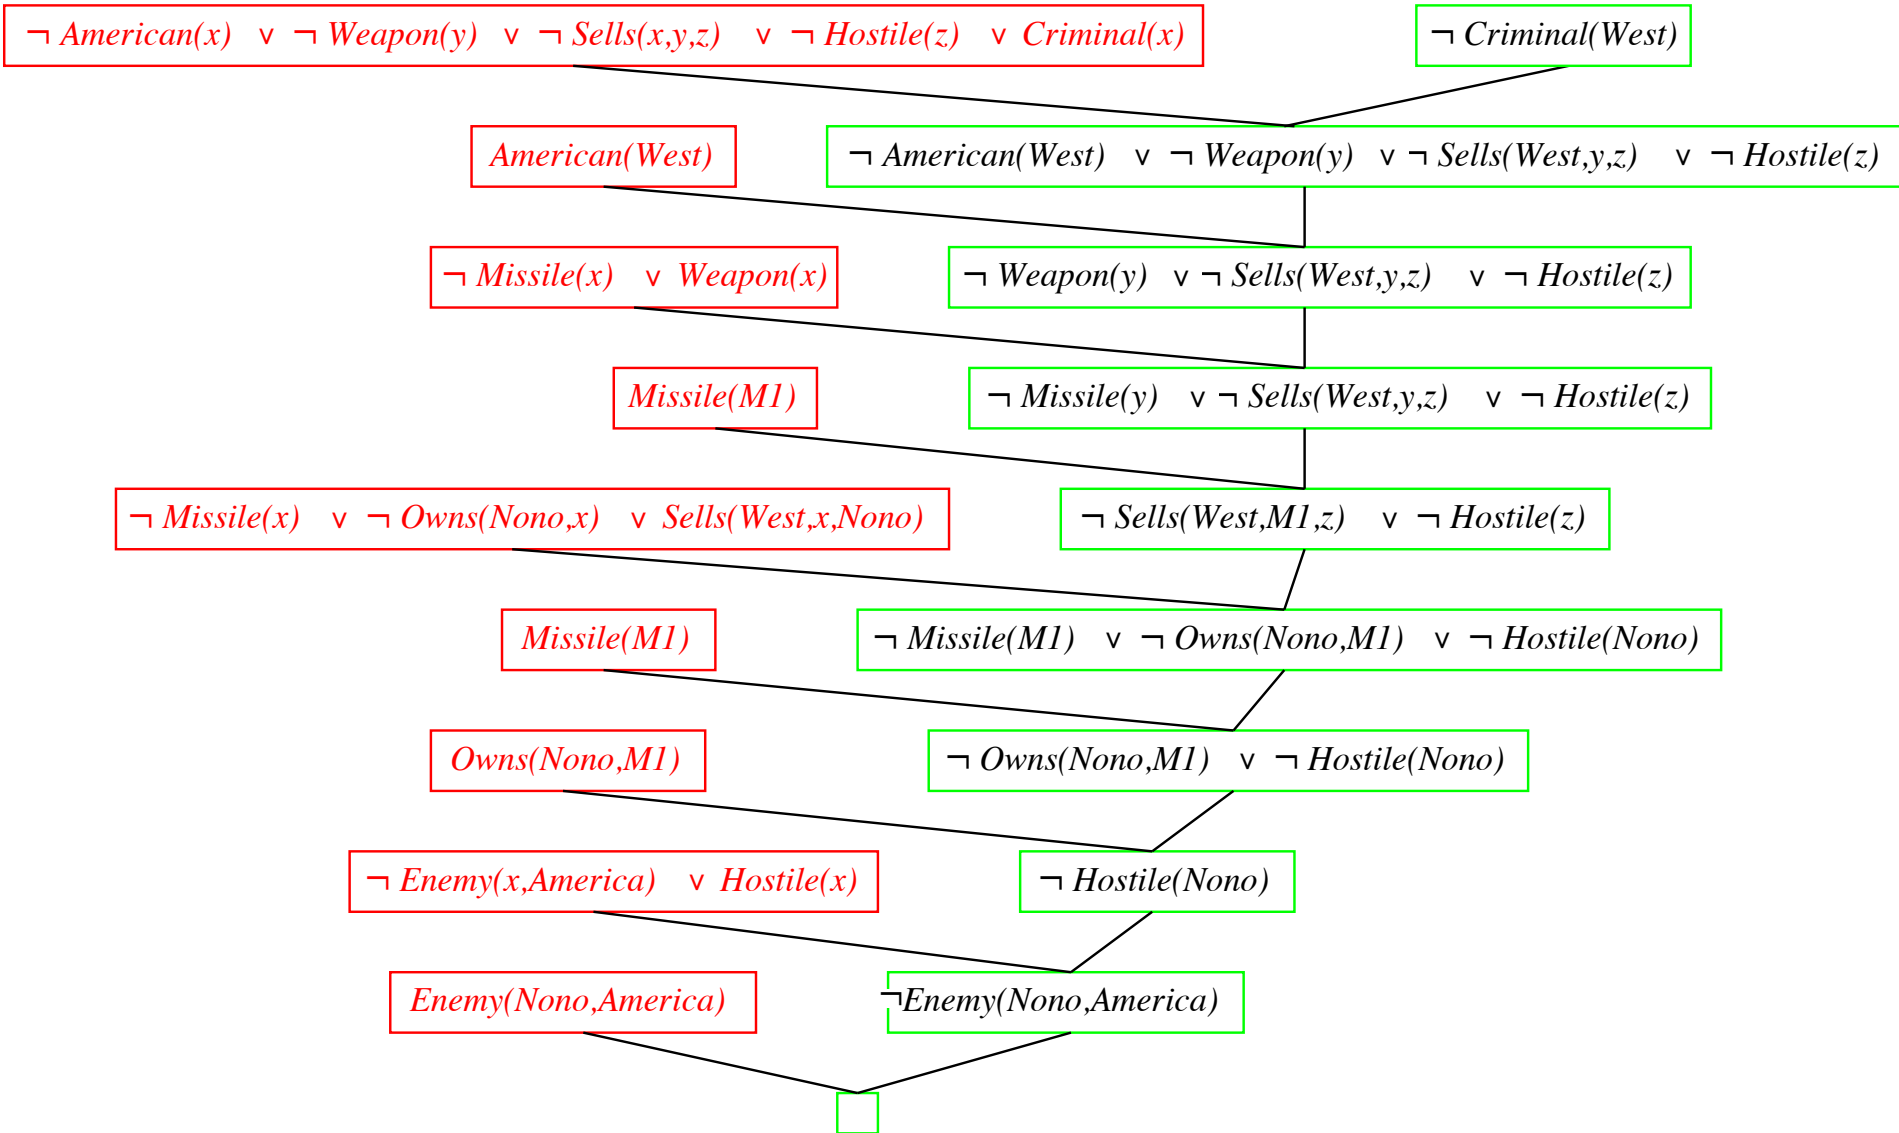 ¬ American(x) ∨ ¬ Weapon(y) ∨ ¬ Sells(x,y,z) ∨ ¬ Hostile(z) ∨ Criminal(x) ¬ Criminal(West)
American(West) ¬ American(West) ∨ ¬ Weapon(y) ∨ ¬ Sells(West,y,z) ∨ ¬ Hostile(z)
¬ Missile(x) ∨ Weapon(x) ¬ Weapon(y) ∨ ¬ Sells(West,y,z) ∨ ¬ Hostile(z)
Missile(M1) ¬ Missile(y) ∨ ¬ Sells(West,y,z) ∨ ¬ Hostile(z)
¬ Missile(x) ∨ ¬ Owns(Nono,x) ∨ Sells(West,x,Nono) ¬ Sells(West,M1,z) ∨ ¬ Hostile(z)
Missile(M1) ¬ Missile(M1) ∨ ¬ Owns(Nono,M1) ∨ ¬ Hostile(Nono)
Owns(Nono,M1) ¬ Owns(Nono,M1) ∨ ¬ Hostile(Nono)
¬ Enemy(x,America) ∨ Hostile(x) ¬ Hostile(Nono)
Enemy(Nono,America) ¬Enemy(Nono,America)